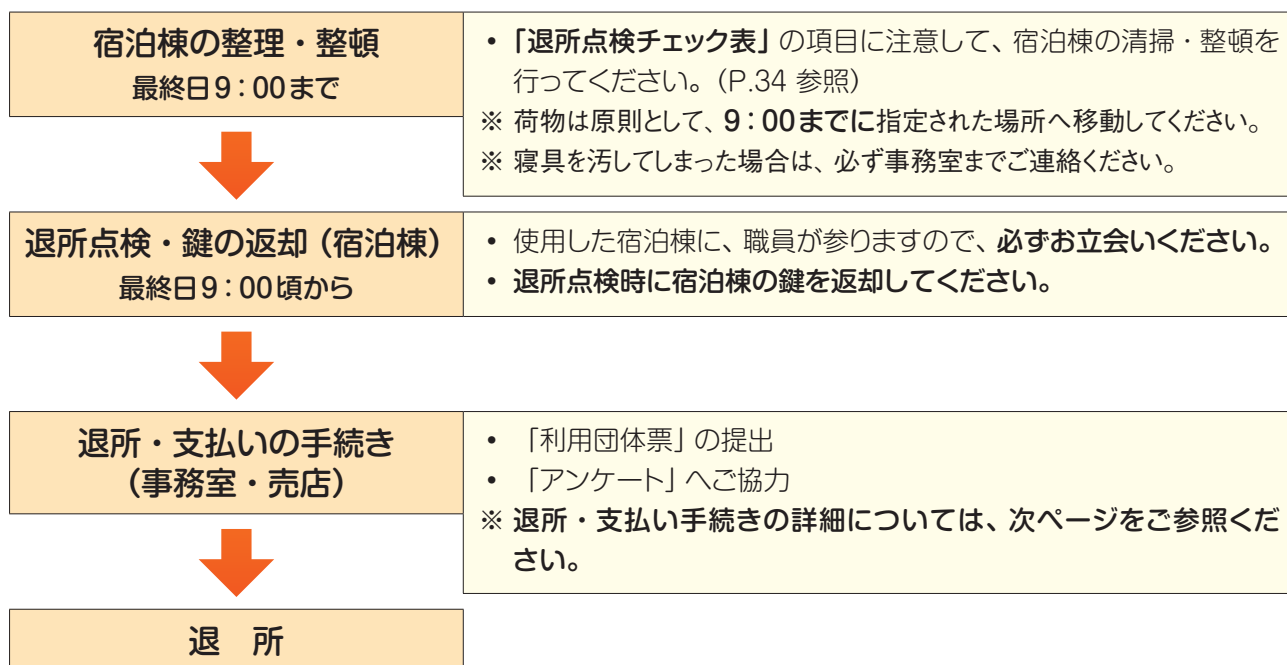 宿泊棟の整理・整頓
最終日9：00まで
• 「退所点検チェック表」の項目に注意して、宿泊棟の清掃・整頓を
行ってください。（P.34 参照）
※ 荷物は原則として、9：00までに指定された場所へ移動してください。
※ 寝具を汚してしまった場合は、必ず事務室までご連絡ください。
退所点検・鍵の返却（宿泊棟）
最終日9：00頃から
• 使用した宿泊棟に、職員が参りますので、必ずお立会いください。
• 退所点検時に宿泊棟の鍵を返却してください。
退所・支払いの手続き
（事務室・売店）
• 「利用団体票」の提出
• 「アンケート」へご協力
※ 退所・支払い手続きの詳細については、次ページをご参照くだ
さい。
退　所